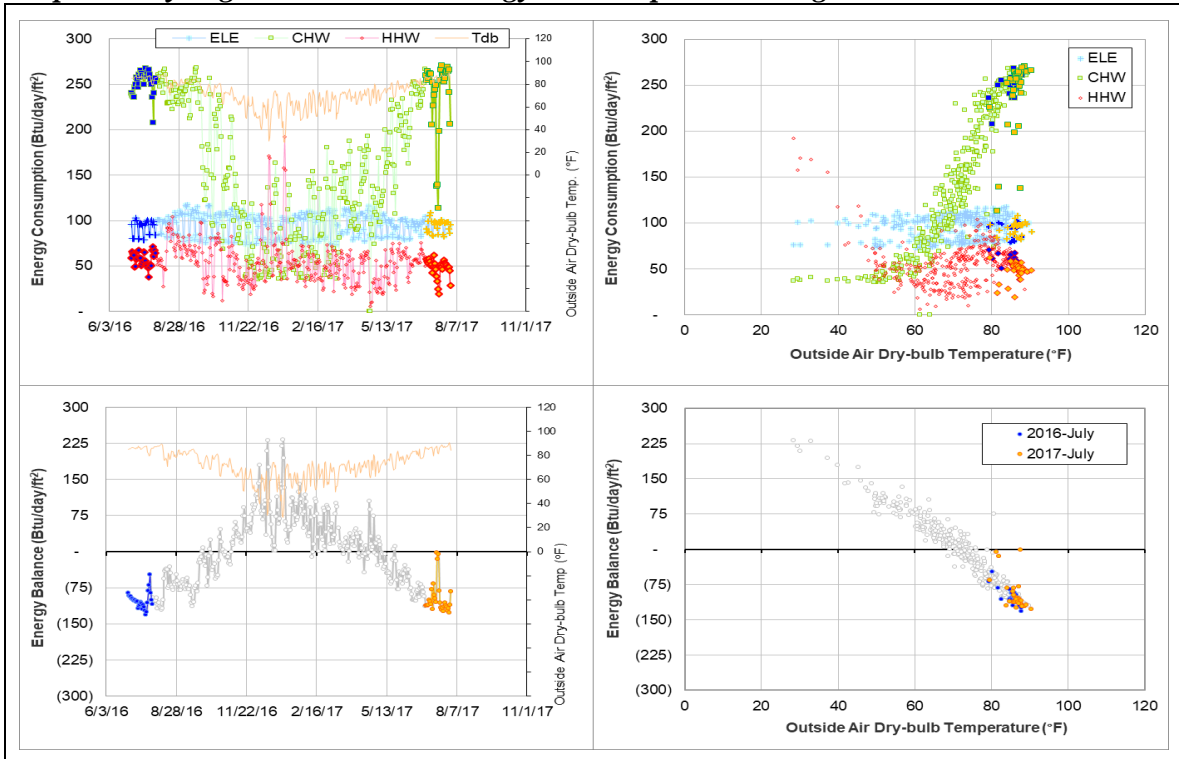 ELE CHW HHW Tdb
Energy Consumption (Btu/day/ft²)
300
250
200
150
100
50
-
120
100
80
60
40
20
0
Outside Air Dry-bulb Temp. (°F)
6/3/16 8/28/16 11/22/16 2/16/17 5/13/17 8/7/17 11/1/17
Energy Consumption (Btu/day/ft²)
300
250
200
150
100
50
-
ELE
CHW
HHW
0 20 40 60 80 100 120
Outside Air Dry-bulb Temperature (°F)
Energy Balance (Btu/day/ft²)
300
225
150
75
-
(75)
(150)
(225)
(300)
120
100
80
60
40
20
0
Outside Air Dry-bulb Temp (°F)
6/3/16 8/28/16 11/22/16 2/16/17 5/13/17 8/7/17 11/1/17
Energy Balance (Btu/day/ft²)
300
225
150
75
-
(75)
(150)
(225)
(300)
2016-July
2017-July
0 20 40 60 80 100 120
Outside Air Dry-bulb Temperature (°F)